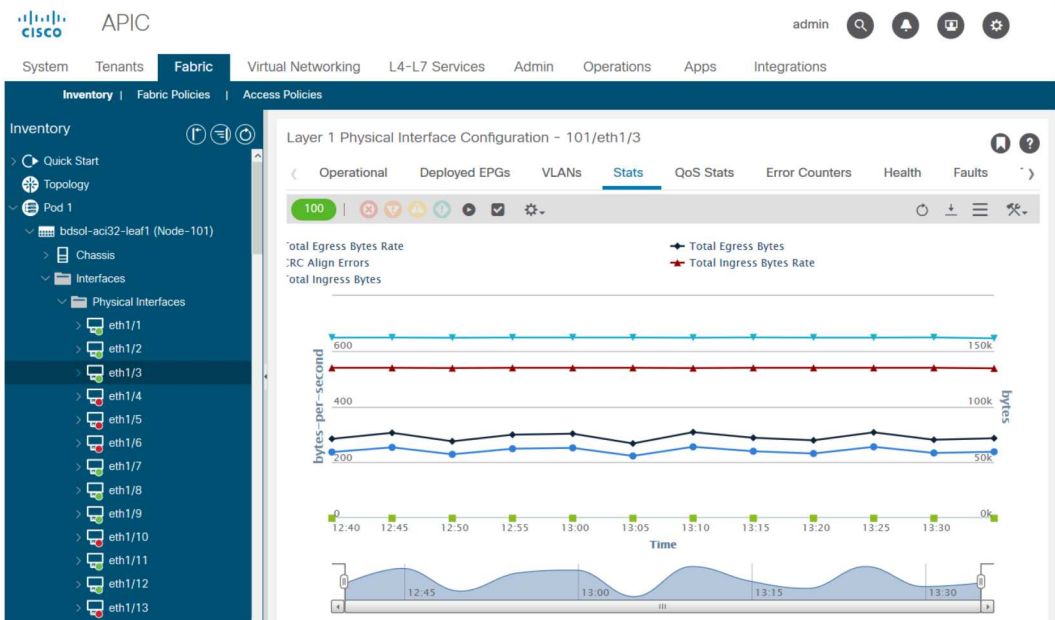 CISCO
APIC
admin
System Tenants Fabric Virtual Networking L4-L7 Services Admin Operations Apps Integrations
Inventory | Fabric Policies | Access Policies
Inventory
Quick Start
Topology
Pod 1
bdsol-aci32-leaf1 (Node-101)
Chassis
Interfaces
Physical Interfaces
eth1/1
eth1/2
eth1/3
eth1/4
eth1/5
eth1/6
eth1/7
eth1/8
eth1/9
eth1/10
eth1/11
eth1/12
eth1/13
Layer 1 Physical Interface Configuration - 101/eth1/3
Operational Deployed EPGs VLANs Stats QoS Stats Error Counters Health Faults
100
otal Egress Bytes Rate Total Egress Bytes
CRC Align Errors Total Ingress Bytes Rate
otal Ingress Bytes
bytes-per-second
600 150k
400 100k
200 50k
0 0k
bytes
12:40 12:45 12:50 12:55 13:00 13:05 13:10 13:15 13:20 13:25 13:30
Time
12:45 13:00 13:15 13:30